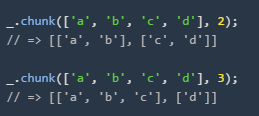 _.chunk(['a', 'b', 'c', 'd'], 2);
// => [['a', 'b'], ['c', 'd']]
_.chunk(['a', 'b', 'c', 'd'], 3);
// => [['a', 'b', 'c'], ['d']]